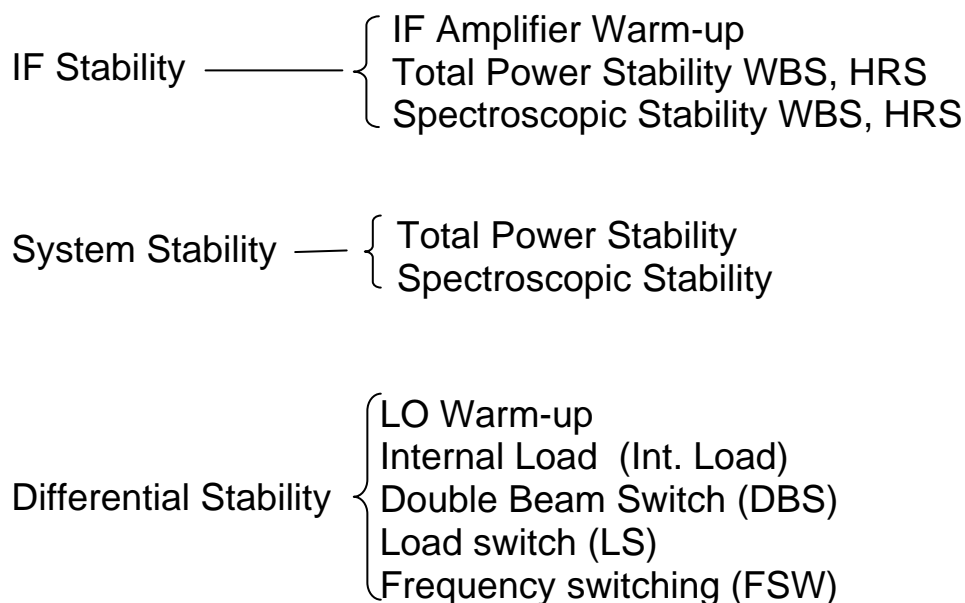 IF Stability
IF Amplifier Warm-up
Total Power Stability WBS, HRS
Spectroscopic Stability WBS, HRS
System Stability
Total Power Stability
Spectroscopic Stability
Differential Stability
LO Warm-up
Internal Load (Int. Load)
Double Beam Switch (DBS)
Load switch (LS)
Frequency switching (FSW)